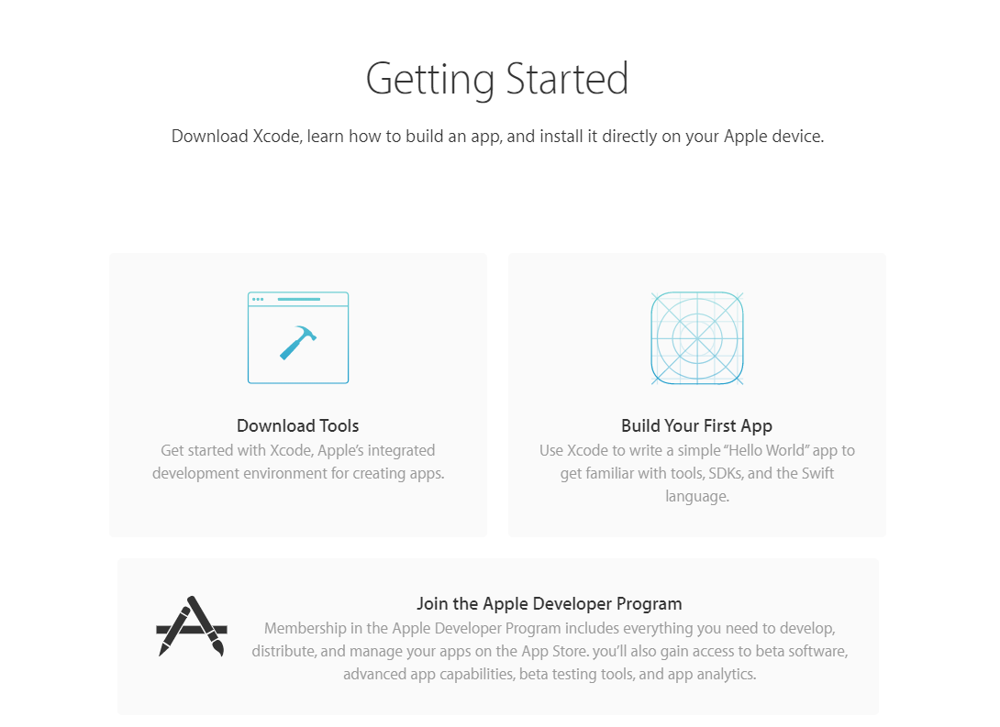 Getting Started
Download Xcode, learn how to build an app, and install it directly on your Apple device.
Download Tools
Get started with Xcode, Apple’s integrated
development environment for creating apps.
Build Your First App
Use Xcode to write a simple “Hello World” app to
get familiar with tools, SDKs, and the Swift
language.
Join the Apple Developer Program
Membership in the Apple Developer Program includes everything you need to develop,
distribute, and manage your apps on the App Store. you’ll also gain access to beta software,
advanced app capabilities, beta testing tools, and app analytics.